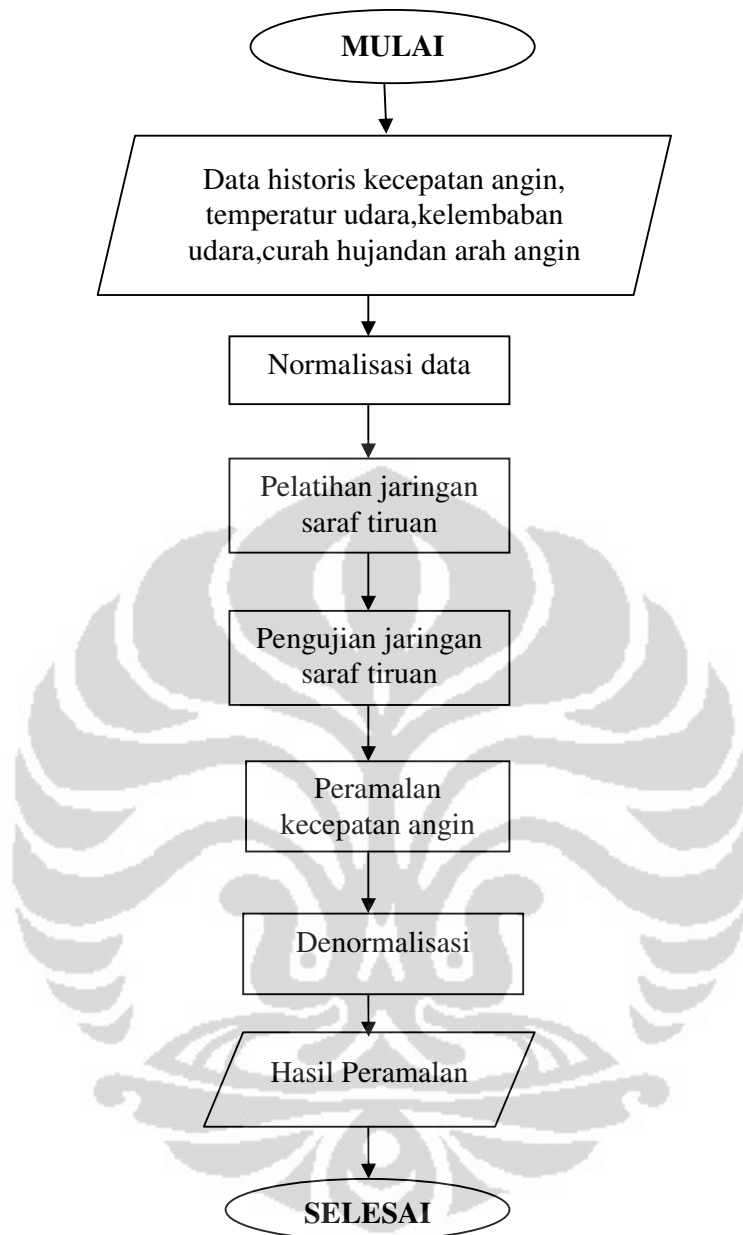 MULAI
Data historis kecepatan angin,
temperatur udara,kelembaban
udara,curah hujandan arah angin
Normalisasi data
Pelatihan jaringan
saraf tiruan
Pengujian jaringan
saraf tiruan
Peramalan
kecepatan angin
Denormalisasi
Hasil Peramalan
SELESAI